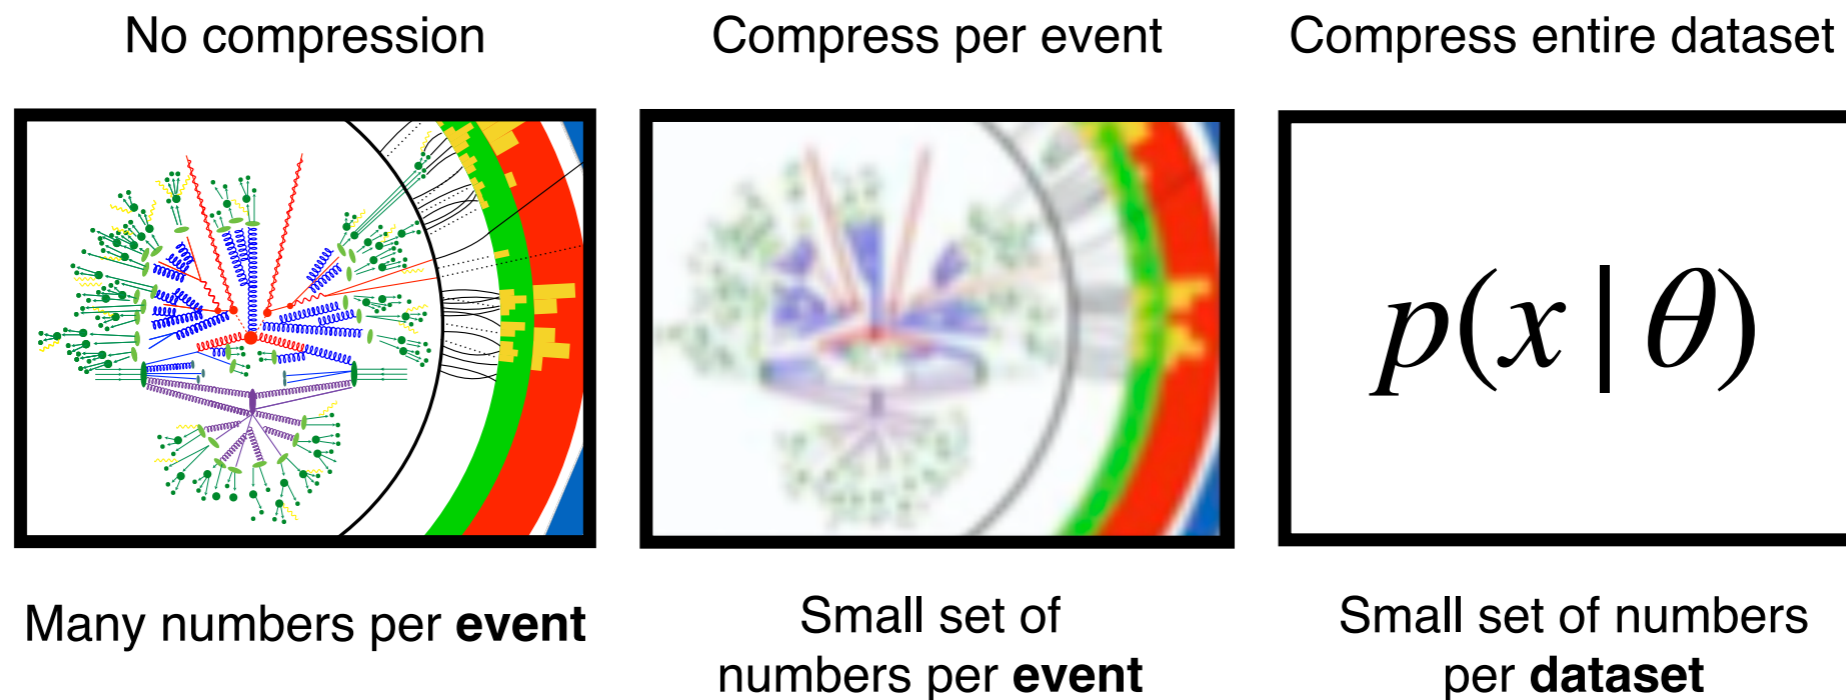 No compression
Compress per event
Compress entire dataset
p(x | θ)
Many numbers per event
Small set of
numbers per event
Small set of numbers
per dataset